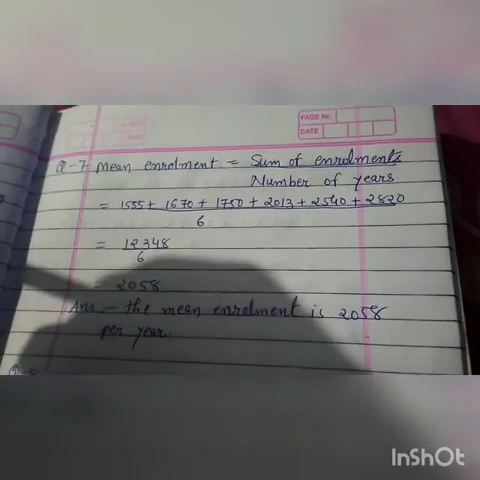 PAGE No.
DATE
Q-7 Mean enrolment = Sum of enrolments
Number of years.
= 1555 + 1670 + 1750 + 2013 + 2540 + 2820
6
= 12348
6
= 2058
Ans - the mean enrolment is 2058
per year.
InShOt